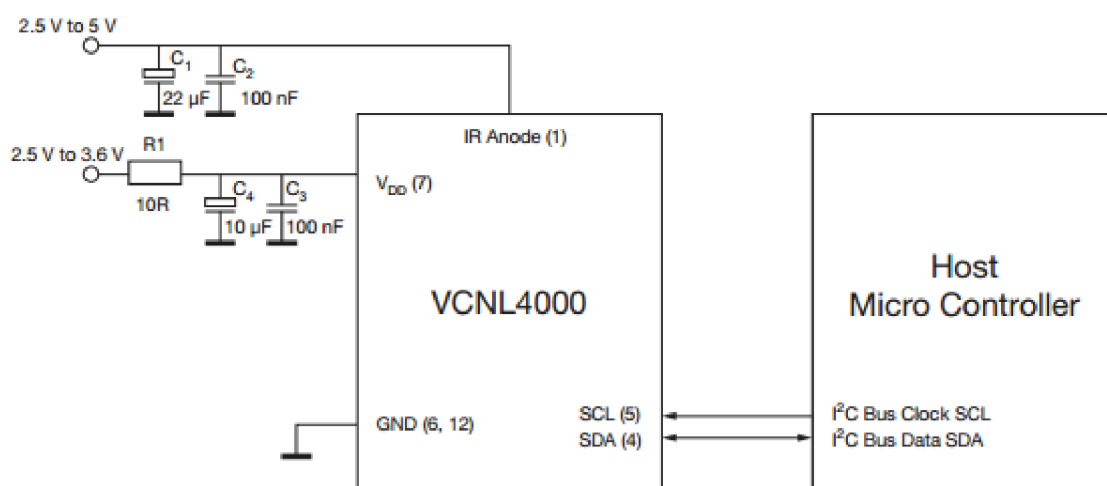 2.5 V to 5 V
C1
22 µF
C2
100 nF
R1
2.5 V to 3.6 V
10R
C4
10 µF
C3
100 nF
IR Anode (1)
VDD (7)
VCNL4000
GND (6, 12)
SCL (5)
SDA (4)
Host
Micro Controller
I²C Bus Clock SCL
I²C Bus Data SDA